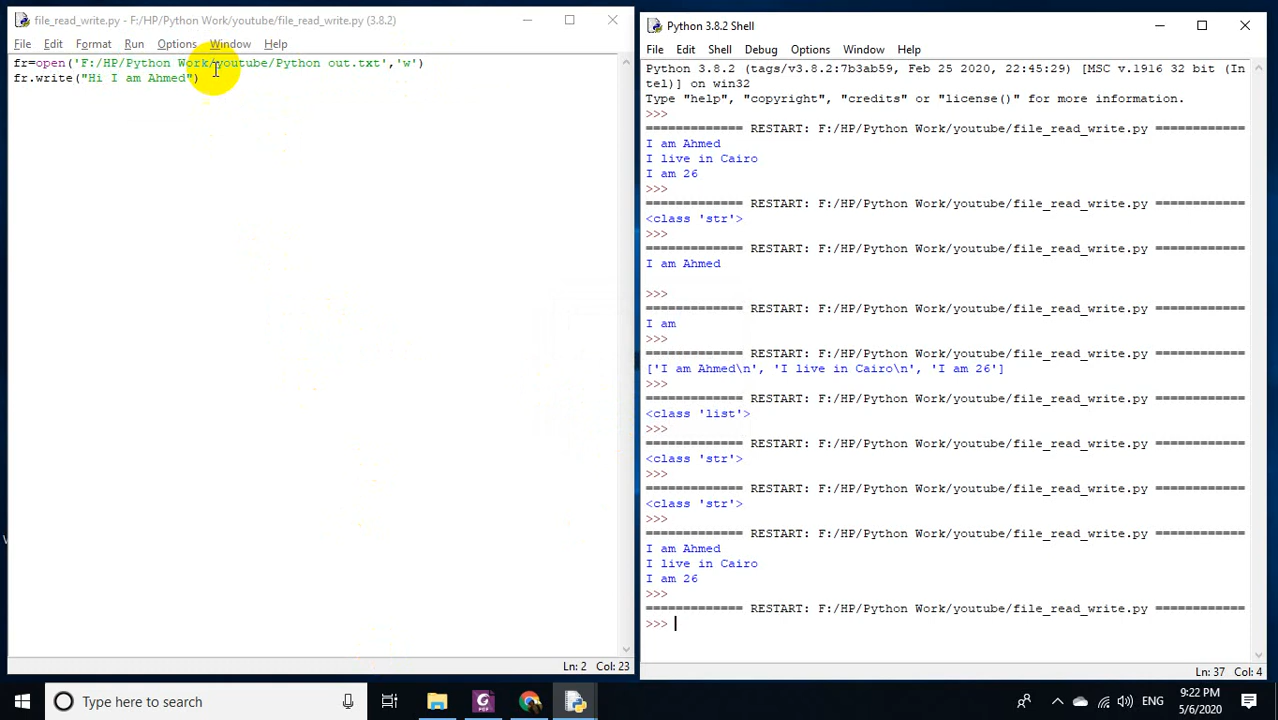 file_read_write.py - F:/HP/Python Work/youtube/file_read_write.py (3.8.2)
File Edit Format Run Options Window Help
fr=open('F:/HP/Python Work/youtube/Python out.txt','w')
fr.write("Hi I am Ahmed")
Ln: 2 Col: 23
Python 3.8.2 Shell
File Edit Shell Debug Options Window Help
Python 3.8.2 (tags/v3.8.2:7b3ab59, Feb 25 2020, 22:45:29) [MSC v.1916 32 bit (In
tel)] on win32
Type "help", "copyright", "credits" or "license()" for more information.
>>>
============= RESTART: F:/HP/Python Work/youtube/file_read_write.py ============
I am Ahmed
I live in Cairo
I am 26
>>>
============= RESTART: F:/HP/Python Work/youtube/file_read_write.py ============
<class 'str'>
>>>
============= RESTART: F:/HP/Python Work/youtube/file_read_write.py ============
I am Ahmed
>>>
============= RESTART: F:/HP/Python Work/youtube/file_read_write.py ============
I am
>>>
============= RESTART: F:/HP/Python Work/youtube/file_read_write.py ============
['I am Ahmed\n', 'I live in Cairo\n', 'I am 26']
>>>
============= RESTART: F:/HP/Python Work/youtube/file_read_write.py ============
<class 'list'>
>>>
============= RESTART: F:/HP/Python Work/youtube/file_read_write.py ============
<class 'str'>
>>>
============= RESTART: F:/HP/Python Work/youtube/file_read_write.py ============
<class 'str'>
>>>
============= RESTART: F:/HP/Python Work/youtube/file_read_write.py ============
I am Ahmed
I live in Cairo
I am 26
>>>
============= RESTART: F:/HP/Python Work/youtube/file_read_write.py ============
>>>
Ln: 37 Col: 4
Type here to search
ENG
9:22 PM
5/6/2020